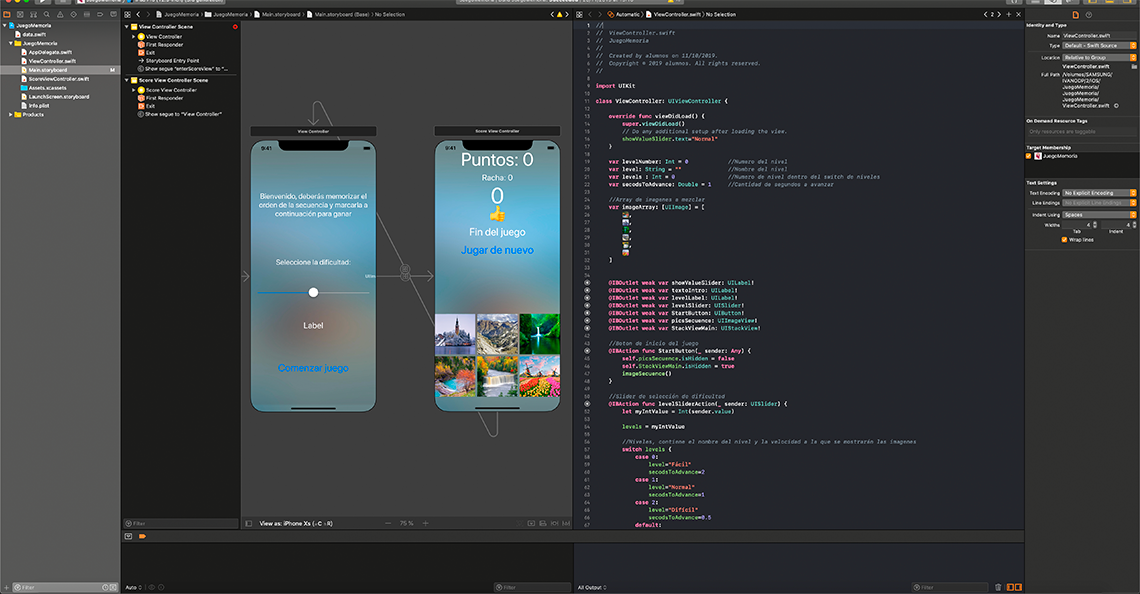 JuegoMemoria
Main.storyboard
Main.storyboard (Base)
No Selection
Automatic
ViewController.swift
No Selection
2
JuegoMemoria
data.swift
JuegoMemoria
AppDelegate.swift
ViewController.swift
Main.storyboard
M
ScoreViewController.swift
Assets.xcassets
LaunchScreen.storyboard
Info.plist
Products
View Controller Scene
View Controller
First Responder
Exit
Storyboard Entry Point
Show segue "enterScoreView" to "...
Score View Controller Scene
Score View Controller
First Responder
Exit
Show segue to "View Controller"
View Controller
9:41
Bienvenido, deberás memorizar el
orden de la secuencia y marcarla a
continuación para ganar
Seleccione la dificultad:
Label
Comenzar juego
Score View Controller
9:41
Puntos: 0
Racha: 0
0
Fin del juego
Jugar de nuevo
View as: iPhone Xs
75 %
//
// ViewController.swift
// JuegoMemoria
//
// Created by alumnos on 11/10/2019.
// Copyright © 2019 alumnos. All rights reserved.
//
import UIKit
class ViewController: UIViewController {
override func viewDidLoad() {
super.viewDidLoad()
// Do any additional setup after loading the view.
showValueSlider.text="Normal"
}
var levelNumber: Int = 0 //Numero del nivel
var level: String = "" //Nombre del nivel
var levels : Int = 0 //Numero de nivel dentro del switch de niveles
var secodsToAdvance: Double = 1 //Cantidad de segundos a avanzar
//Array de imagenes a mezclar
var imageArray: [UIImage] = [
]
@IBOutlet weak var showValueSlider: UILabel!
@IBOutlet weak var textoIntro: UILabel!
@IBOutlet weak var levelLabel: UILabel!
@IBOutlet weak var levelSlider: UISlider!
@IBOutlet weak var StartButton: UIButton!
@IBOutlet weak var picsSecuence: UIImageView!
@IBOutlet weak var StackViewMain: UIStackView!
//Boton de inicio del juego
@IBAction func StartButton(_ sender: Any) {
self.picsSecuence.isHidden = false
self.StackViewMain.isHidden = true
imageSecuence()
}
//Slider de selección de dificultad
@IBAction func levelSliderAction(_ sender: UISlider) {
let myIntValue = Int(sender.value)
levels = myIntValue
//Niveles, contiene el nombre del nivel y la velocidad a la que se mostrarán las imagenes
switch levels {
case 0:
level="Fácil"
secodsToAdvance=2
case 1:
level="Normal"
secodsToAdvance=1
case 2:
level="Difícil"
secodsToAdvance=0.5
default:
Identity and Type
Name ViewController.swift
Type Default - Swift Source
Location Relative to Group
ViewController.swift
Full Path /Volumes/SAMSUNG/
IVANOOP/2/iOS/
JuegoMemoria/
JuegoMemoria/
JuegoMemoria/
ViewController.swift
On Demand Resource Tags
Only resources are taggable
Target Membership
JuegoMemoria
Text Settings
Text Encoding No Explicit Encoding
Line Endings No Explicit Line Endings
Indent Using Spaces
Widths 4 4
Tab Indent
Wrap lines
Filter
Filter
Auto
Filter
All Output
Filter